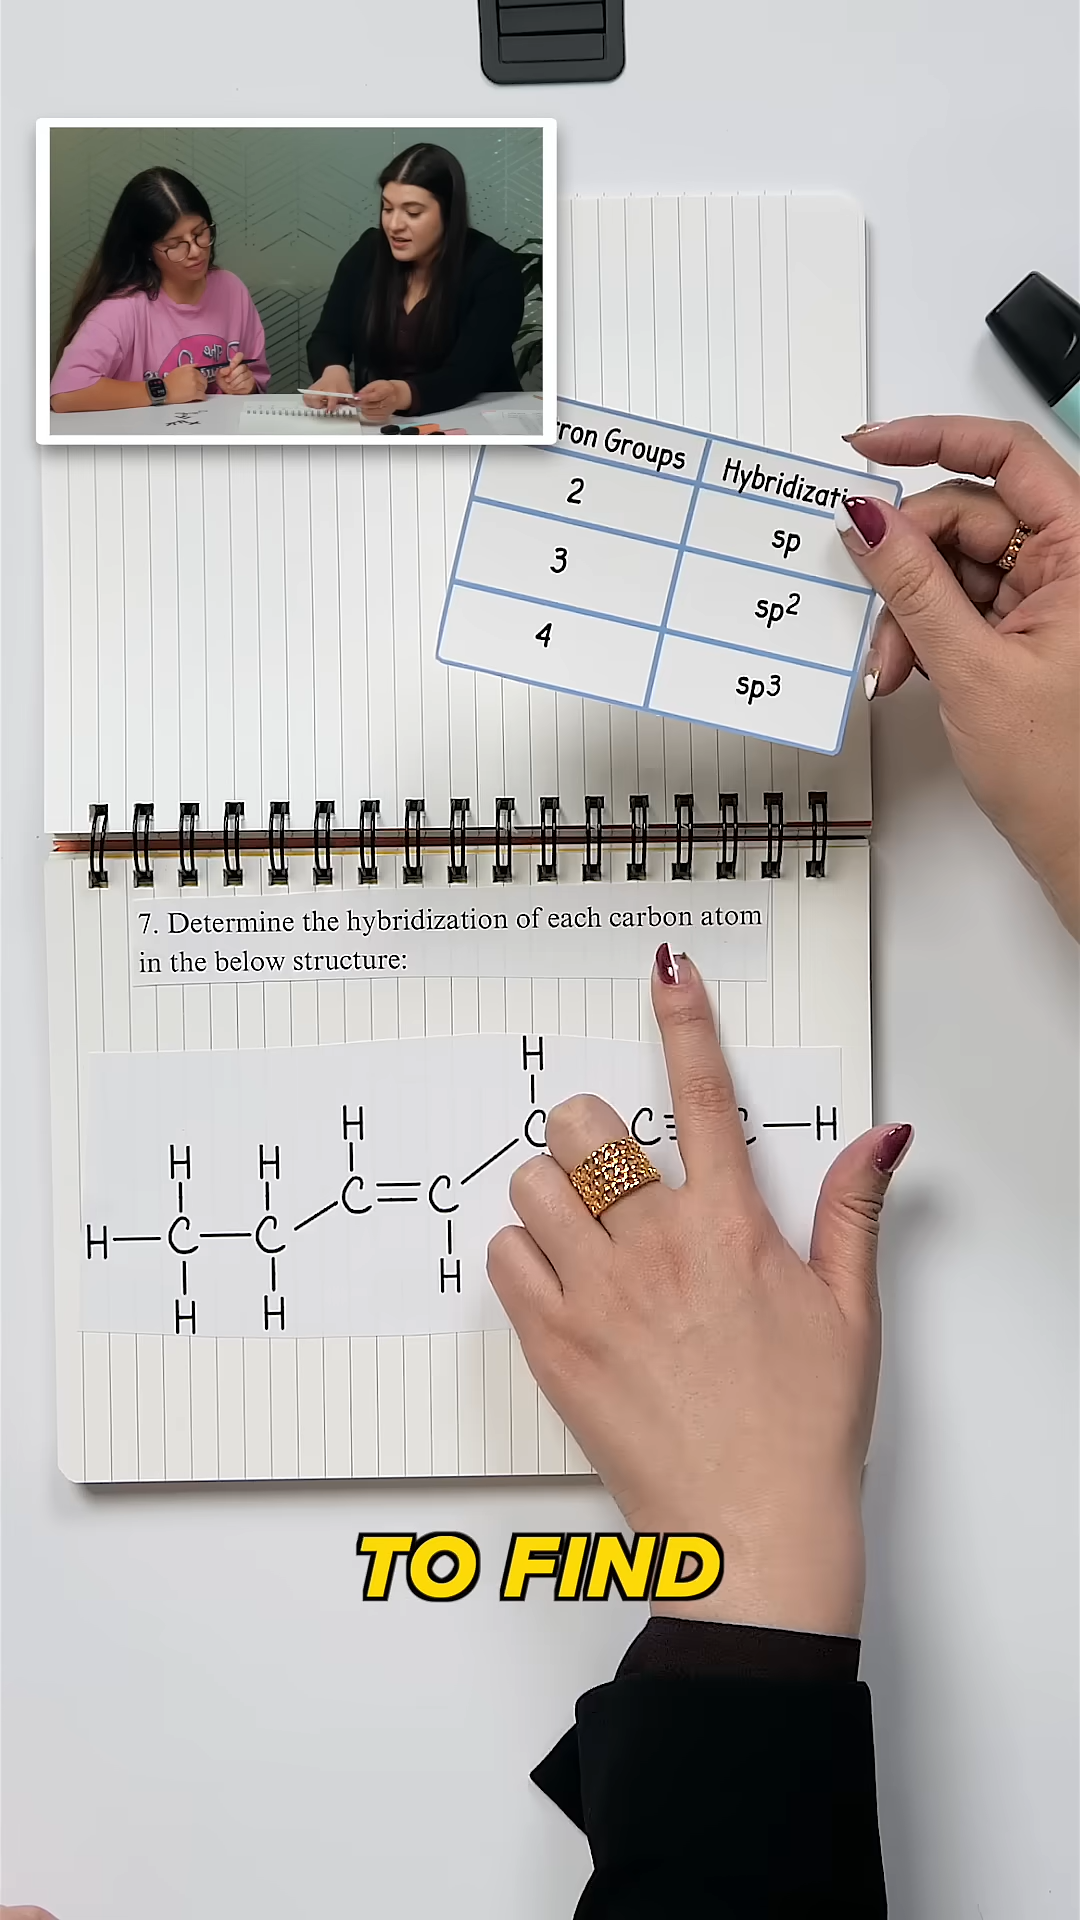 tron Groups
Hybridizati
2
sp
3
sp2
4
sp3
7. Determine the hybridization of each carbon atom
in the below structure:
H
H C≡C—H
H H C=C
H—C—C H
H H
TO FIND